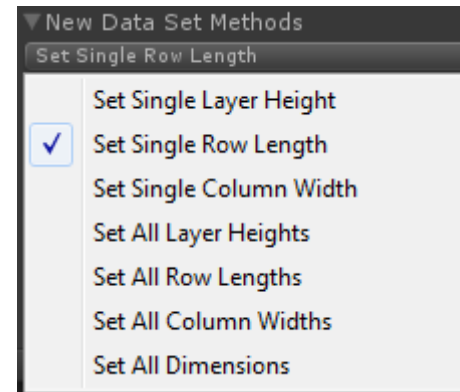 New Data Set Methods
Set Single Row Length
Set Single Layer Height
Set Single Row Length
Set Single Column Width
Set All Layer Heights
Set All Row Lengths
Set All Column Widths
Set All Dimensions